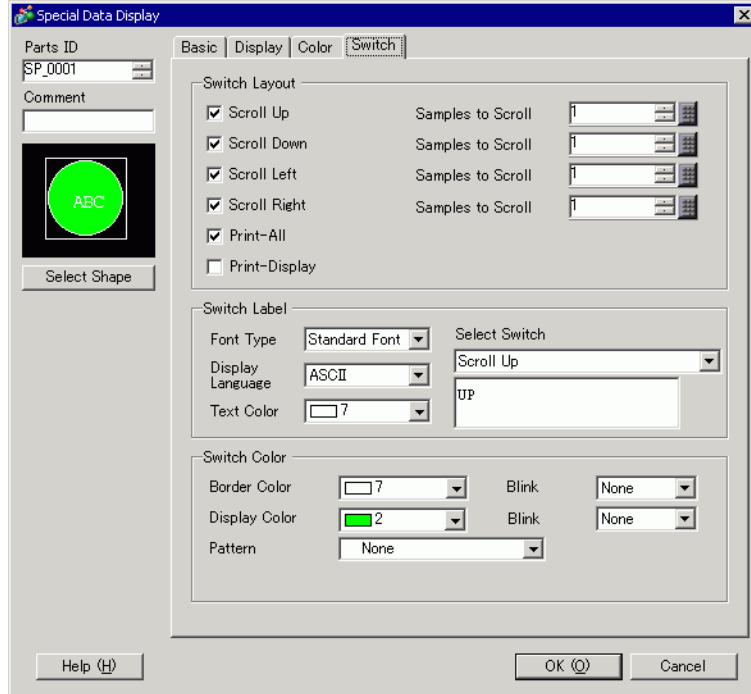 Special Data Display
Parts ID
SP_0001
Comment
ABC
Select Shape
Basic Display Color Switch
Switch Layout
Scroll Up Samples to Scroll 1
Scroll Down Samples to Scroll 1
Scroll Left Samples to Scroll 1
Scroll Right Samples to Scroll 1
Print-All
Print-Display
Switch Label
Font Type Standard Font
Display Language ASCII
Text Color 7
Select Switch
Scroll Up
UP
Switch Color
Border Color 7 Blink None
Display Color 2 Blink None
Pattern None
Help (H) OK (O) Cancel